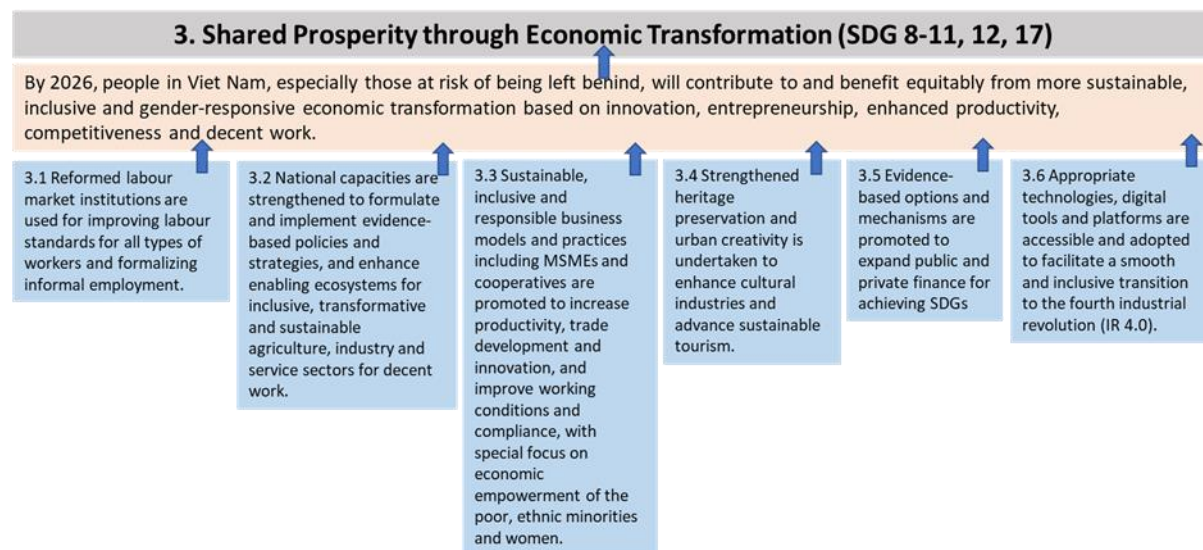 3. Shared Prosperity through Economic Transformation (SDG 8-11, 12, 17)
By 2026, people in Viet Nam, especially those at risk of being left behind, will contribute to and benefit equitably from more sustainable,
inclusive and gender-responsive economic transformation based on innovation, entrepreneurship, enhanced productivity,
competitiveness and decent work.
3.1 Reformed labour
market institutions are
used for improving labour
standards for all types of
workers and formalizing
informal employment.
3.2 National capacities are
strengthened to formulate
and implement evidence-
based policies and
strategies, and enhance
enabling ecosystems for
inclusive, transformative
and sustainable
agriculture, industry and
service sectors for decent
work.
3.3 Sustainable,
inclusive and
responsible business
models and practices
including MSMEs and
cooperatives are
promoted to increase
productivity, trade
development and
innovation, and
improve working
conditions and
compliance, with
special focus on
economic
empowerment of the
poor, ethnic minorities
and women.
3.4 Strengthened
heritage
preservation and
urban creativity is
undertaken to
enhance cultural
industries and
advance sustainable
tourism.
3.5 Evidence-
based options and
mechanisms are
promoted to
expand public and
private finance for
achieving SDGs
3.6 Appropriate
technologies, digital
tools and platforms are
accessible and adopted
to facilitate a smooth
and inclusive transition
to the fourth industrial
revolution (IR 4.0).